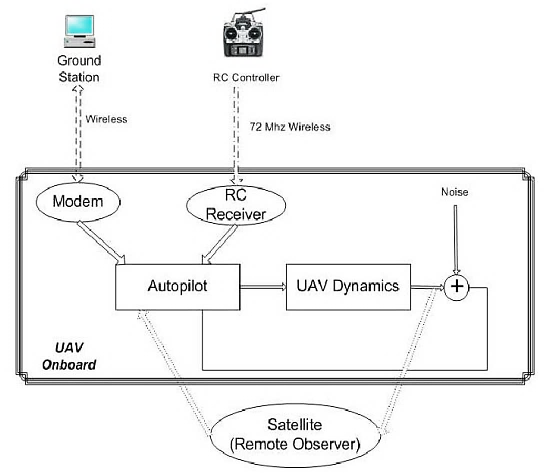 Ground
Station
RC Controller
Wireless
72 Mhz Wireless
Modem
RC
Receiver
Noise
Autopilot
UAV Dynamics
+
UAV
Onboard
Satellite
(Remote Observer)